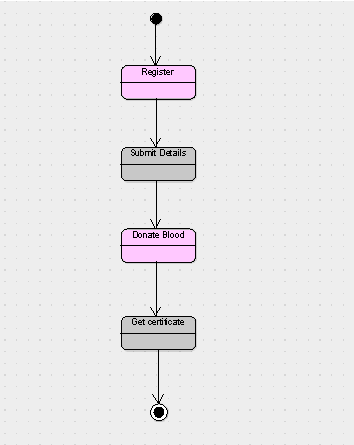 Register
Submit Details
Donate Blood
Get certificate